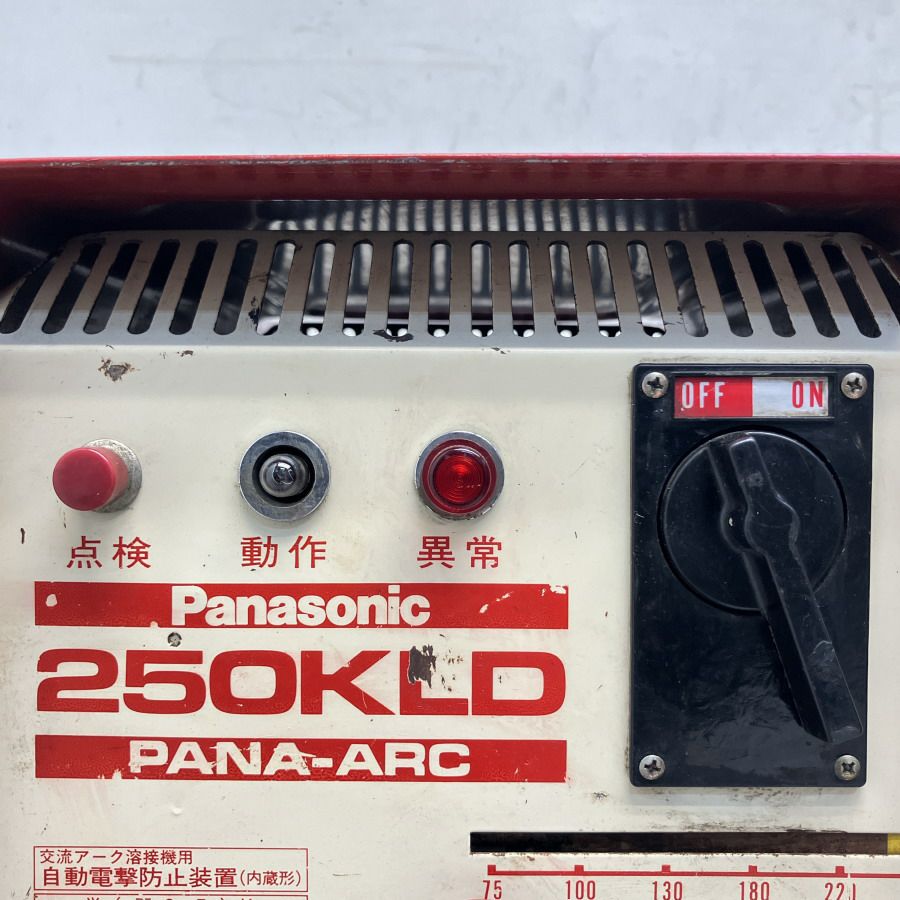 OFF ON
点検 動作 異常
Panasonic
250KLD
PANA-ARC
交流アーク溶接機用
自動電撃防止装置(内蔵形)
75 100 130 180